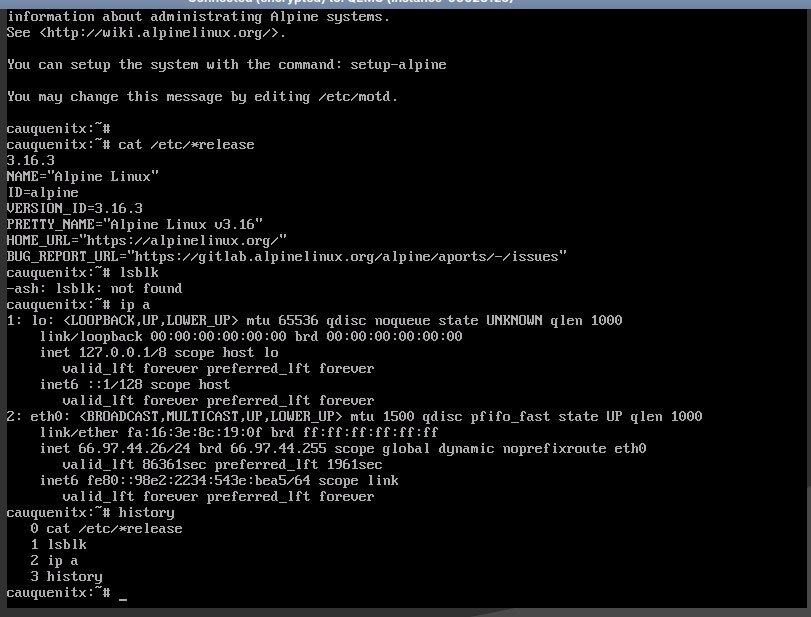 information about administrating Alpine systems.
See <http://wiki.alpinelinux.org/>.
You can setup the system with the command: setup-alpine
You may change this message by editing /etc/motd.
cauquenitx:~#
cauquenitx:~# cat /etc/*release
3.16.3
NAME="Alpine Linux"
ID=alpine
VERSION_ID=3.16.3
PRETTY_NAME="Alpine Linux v3.16"
HOME_URL="https://alpinelinux.org/"
BUG_REPORT_URL="https://gitlab.alpinelinux.org/alpine/aports/-/issues"
cauquenitx:~# lsblk
-ash: lsblk: not found
cauquenitx:~# ip a
1: lo: <LOOPBACK,UP,LOWER_UP> mtu 65536 qdisc noqueue state UNKNOWN qlen 1000
    link/loopback 00:00:00:00:00:00 brd 00:00:00:00:00:00
    inet 127.0.0.1/8 scope host lo
       valid_lft forever preferred_lft forever
    inet6 ::1/128 scope host
       valid_lft forever preferred_lft forever
2: eth0: <BROADCAST,MULTICAST,UP,LOWER_UP> mtu 1500 qdisc pfifo_fast state UP qlen 1000
    link/ether fa:16:3e:8c:19:0f brd ff:ff:ff:ff:ff:ff
    inet 66.97.44.26/24 brd 66.97.44.255 scope global dynamic noprefixroute eth0
       valid_lft 86361sec preferred_lft 1961sec
    inet6 fe80::98e2:2234:543e:bea5/64 scope link
       valid_lft forever preferred_lft forever
cauquenitx:~# history
   0 cat /etc/*release
   1 lsblk
   2 ip a
   3 history
cauquenitx:~# _